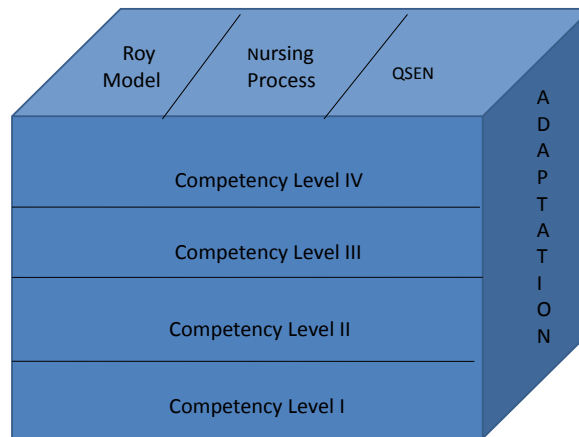 Roy
Model
Nursing
Process
QSEN
Competency Level IV
Competency Level III
Competency Level II
Competency Level I
A
D
A
P
T
A
T
I
O
N